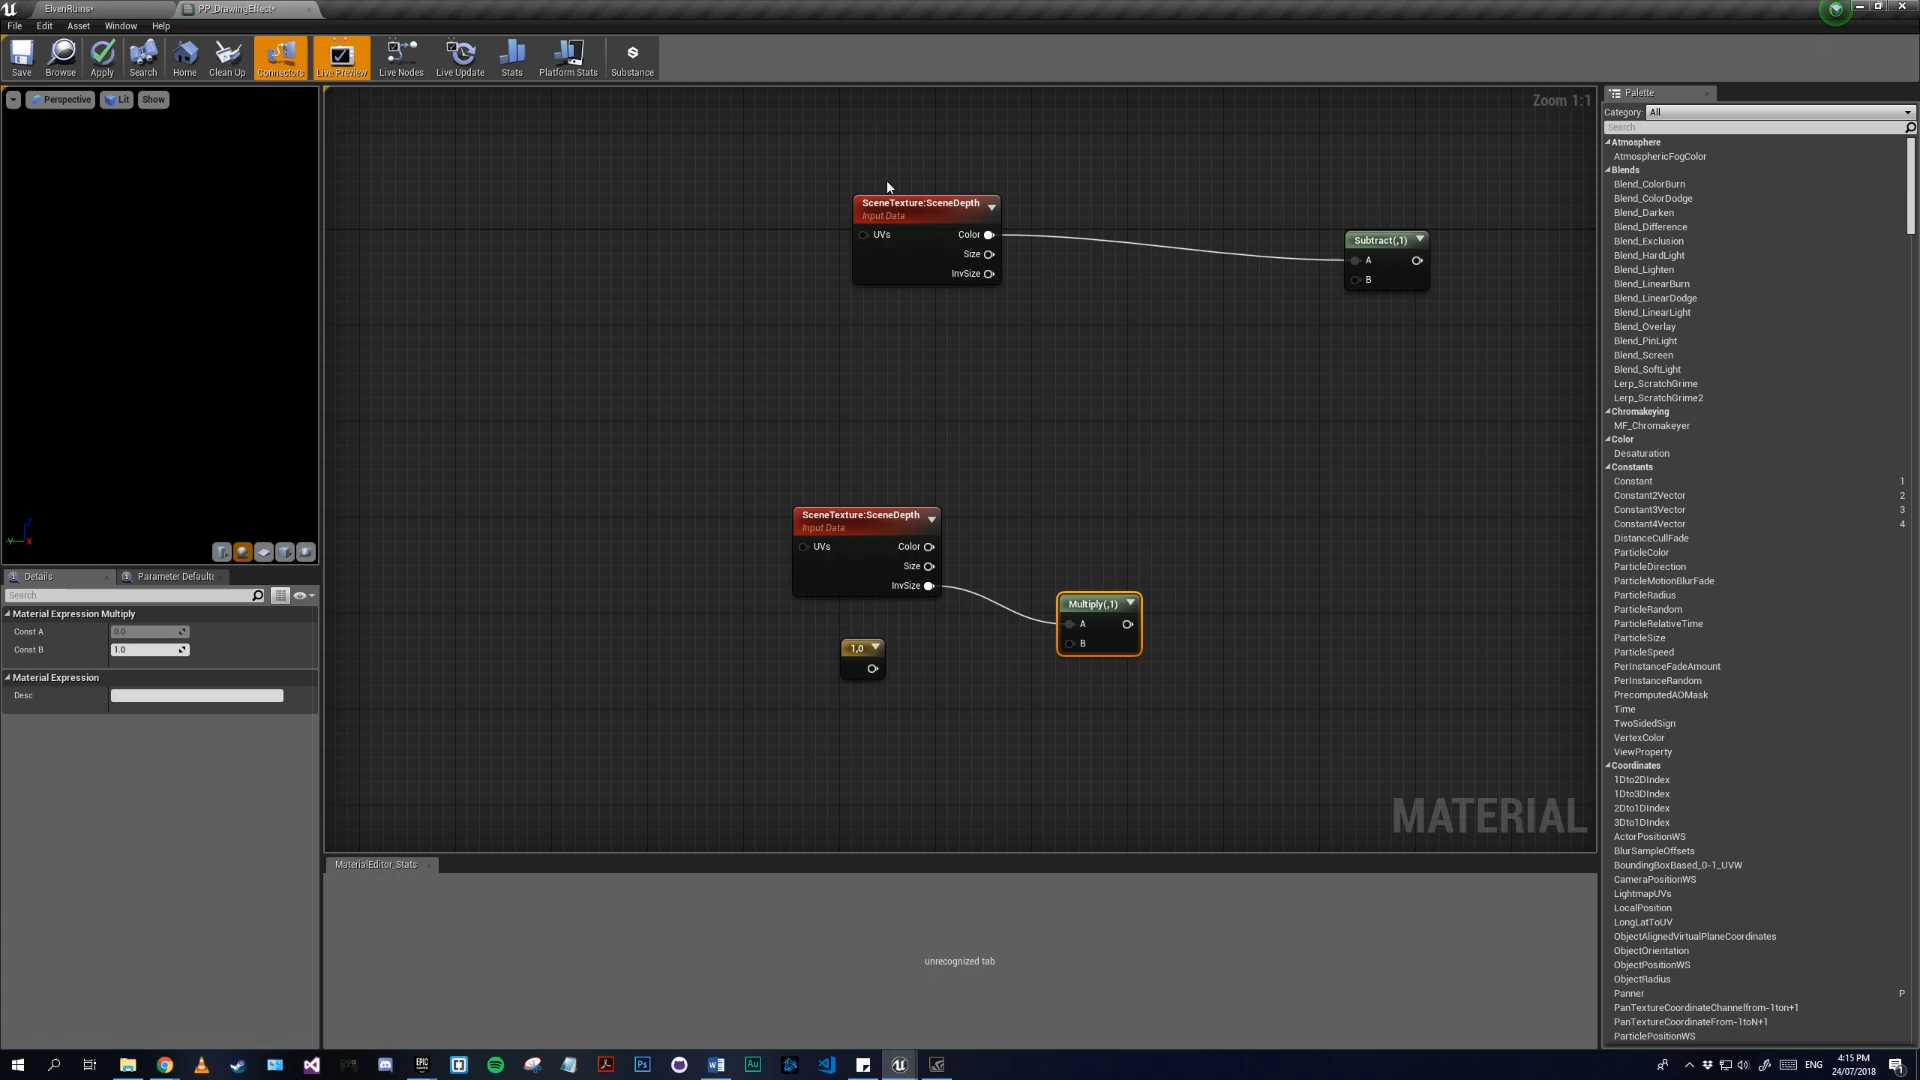 ElvenRuins*
PP_DrawingEffect*
File Edit Asset Window Help
Save Browse Apply Search Home Clean Up Connectors Live Preview Live Nodes Live Update Stats Platform Stats Substance
Perspective Lit Show
Zoom 1:1
SceneTexture:SceneDepth
Input Data
UVs Color
Size
InvSize
Subtract(,1)
A
B
SceneTexture:SceneDepth
Input Data
UVs Color
Size
InvSize
Multiply(,1)
A
B
1,0
MATERIAL
Details Parameter Defaults
Search
Material Expression Multiply
Const A 0.0
Const B 1.0
Material Expression
Desc
MaterialEditor, Stats
unrecognized tab
Palette
Category: All
Search
Atmosphere
AtmosphericFogColor
Blends
Blend_ColorBurn
Blend_ColorDodge
Blend_Darken
Blend_Difference
Blend_Exclusion
Blend_HardLight
Blend_Lighten
Blend_LinearBurn
Blend_LinearDodge
Blend_LinearLight
Blend_Overlay
Blend_PinLight
Blend_Screen
Blend_SoftLight
Lerp_ScratchGrime
Lerp_ScratchGrime2
Chromakeying
MF_Chromakeyer
Color
Desaturation
Constants
Constant 1
Constant2Vector 2
Constant3Vector 3
Constant4Vector 4
DistanceCullFade
ParticleColor
ParticleDirection
ParticleMotionBlurFade
ParticleRadius
ParticleRandom
ParticleRelativeTime
ParticleSize
ParticleSpeed
PerInstanceFadeAmount
PerInstanceRandom
PrecomputedAOMask
Time
TwoSidedSign
VertexColor
ViewProperty
Coordinates
1Dto2DIndex
1Dto3DIndex
2Dto1DIndex
3Dto1DIndex
ActorPositionWS
BlurSampleOffsets
BoundingBoxBased_0-1_UVW
CameraPositionWS
LightmapUVs
LocalPosition
LongLatToUV
ObjectAlignedVirtualPlaneCoordinates
ObjectOrientation
ObjectPositionWS
ObjectRadius
Panner P
PanTextureCoordinateChannelfrom-1ton+1
PanTextureCoordinateFrom-1toN+1
ParticlePositionWS
ENG
4:15 PM
24/07/2018